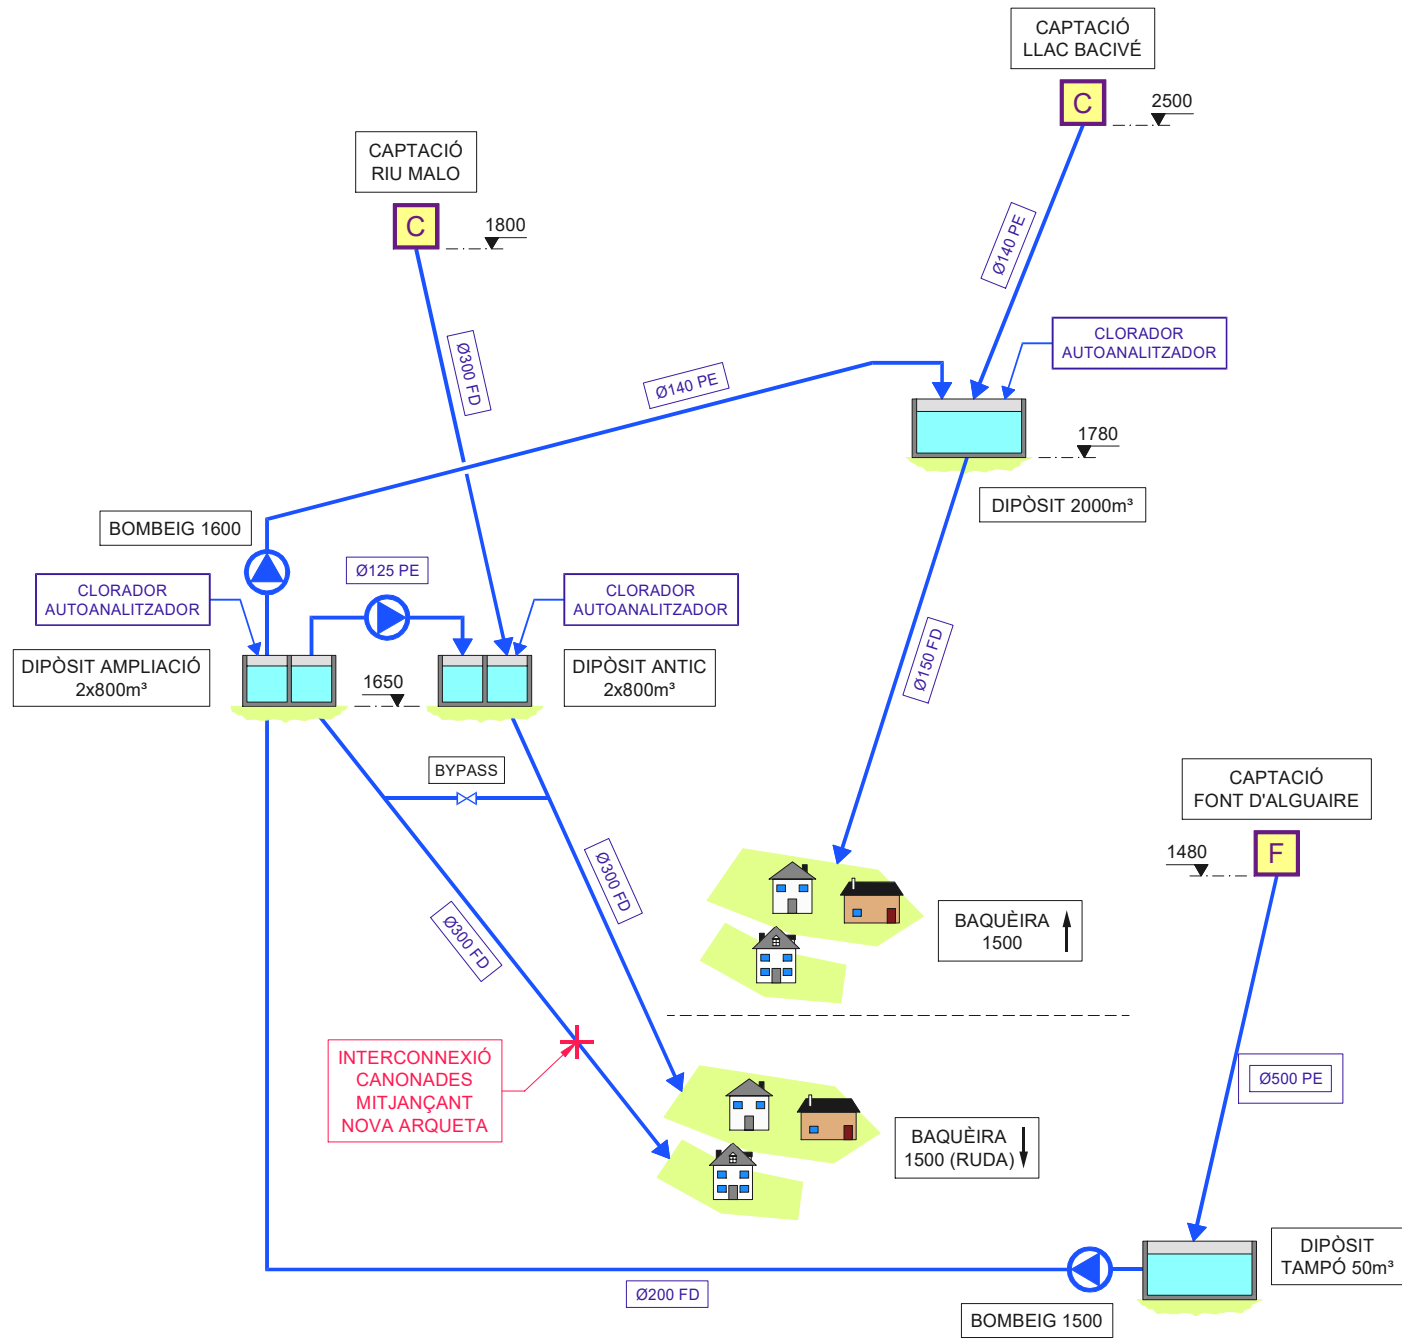 CAPTACIÓ
LLAC BACIVÉ
C
2500
CAPTACIÓ
RIU MALO
C
1800
Ø140 PE
CLORADOR
AUTOANALITZADOR
Ø300 FD
Ø140 PE
1780
DIPÒSIT 2000m³
BOMBEIG 1600
Ø125 PE
CLORADOR
AUTOANALITZADOR
CLORADOR
AUTOANALITZADOR
DIPÒSIT AMPLIACIÓ
2x800m³
1650
DIPÒSIT ANTIC
2x800m³
Ø150 FD
BYPASS
CAPTACIÓ
FONT D'ALGUAIRE
1480
F
Ø300 FD
Ø300 FD
BAQUÈIRA
1500
INTERCONNEXIÓ
CANONADES
MITJANÇANT
NOVA ARQUETA
Ø500 PE
BAQUÈIRA
1500 (RUDA)
DIPÒSIT
TAMPÓ 50m³
Ø200 FD
BOMBEIG 1500